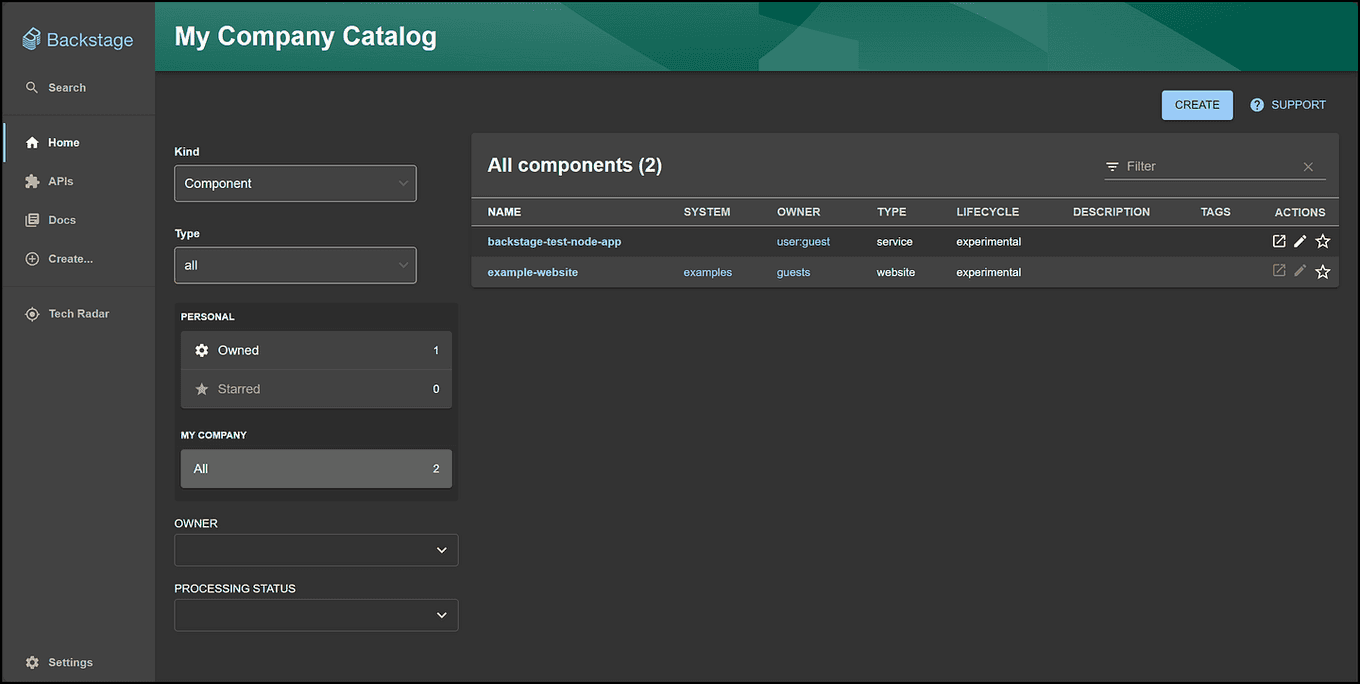 Backstage
Search
Home
APIs
Docs
Create...
Tech Radar
Settings
My Company Catalog
CREATE
? SUPPORT
Kind
Component
Type
all
PERSONAL
Owned 1
Starred 0
MY COMPANY
All 2
OWNER
PROCESSING STATUS
All components (2)
Filter
NAME SYSTEM OWNER TYPE LIFECYCLE DESCRIPTION TAGS ACTIONS
backstage-test-node-app user:guest service experimental
example-website examples guests website experimental